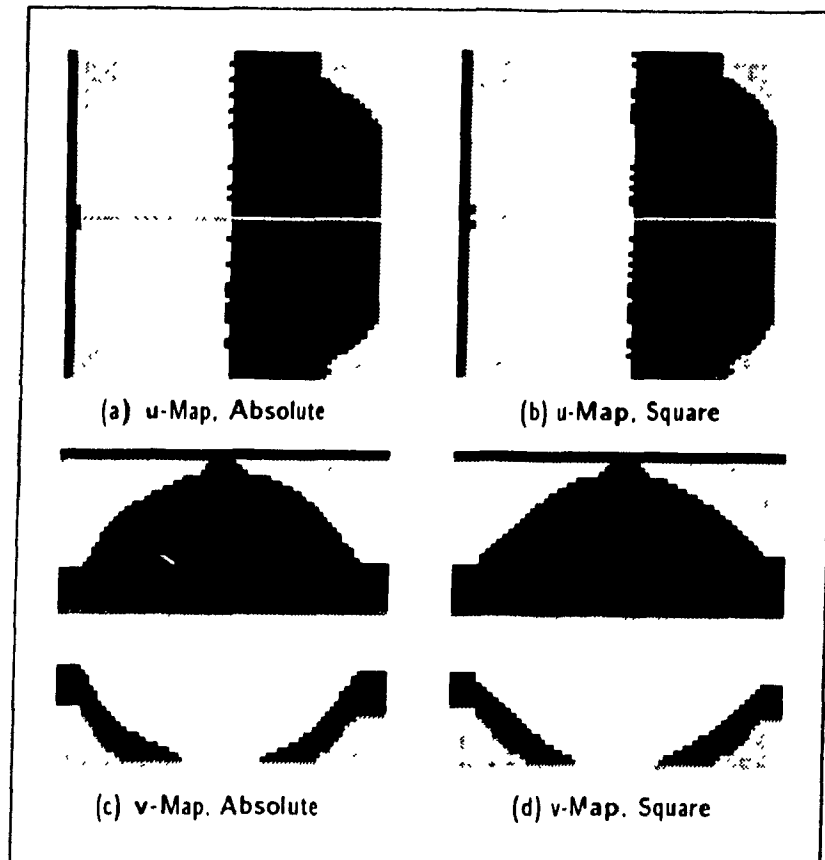 (a) u-Map, Absolute
(b) u-Map, Square
(c) v-Map, Absolute
(d) v-Map, Square